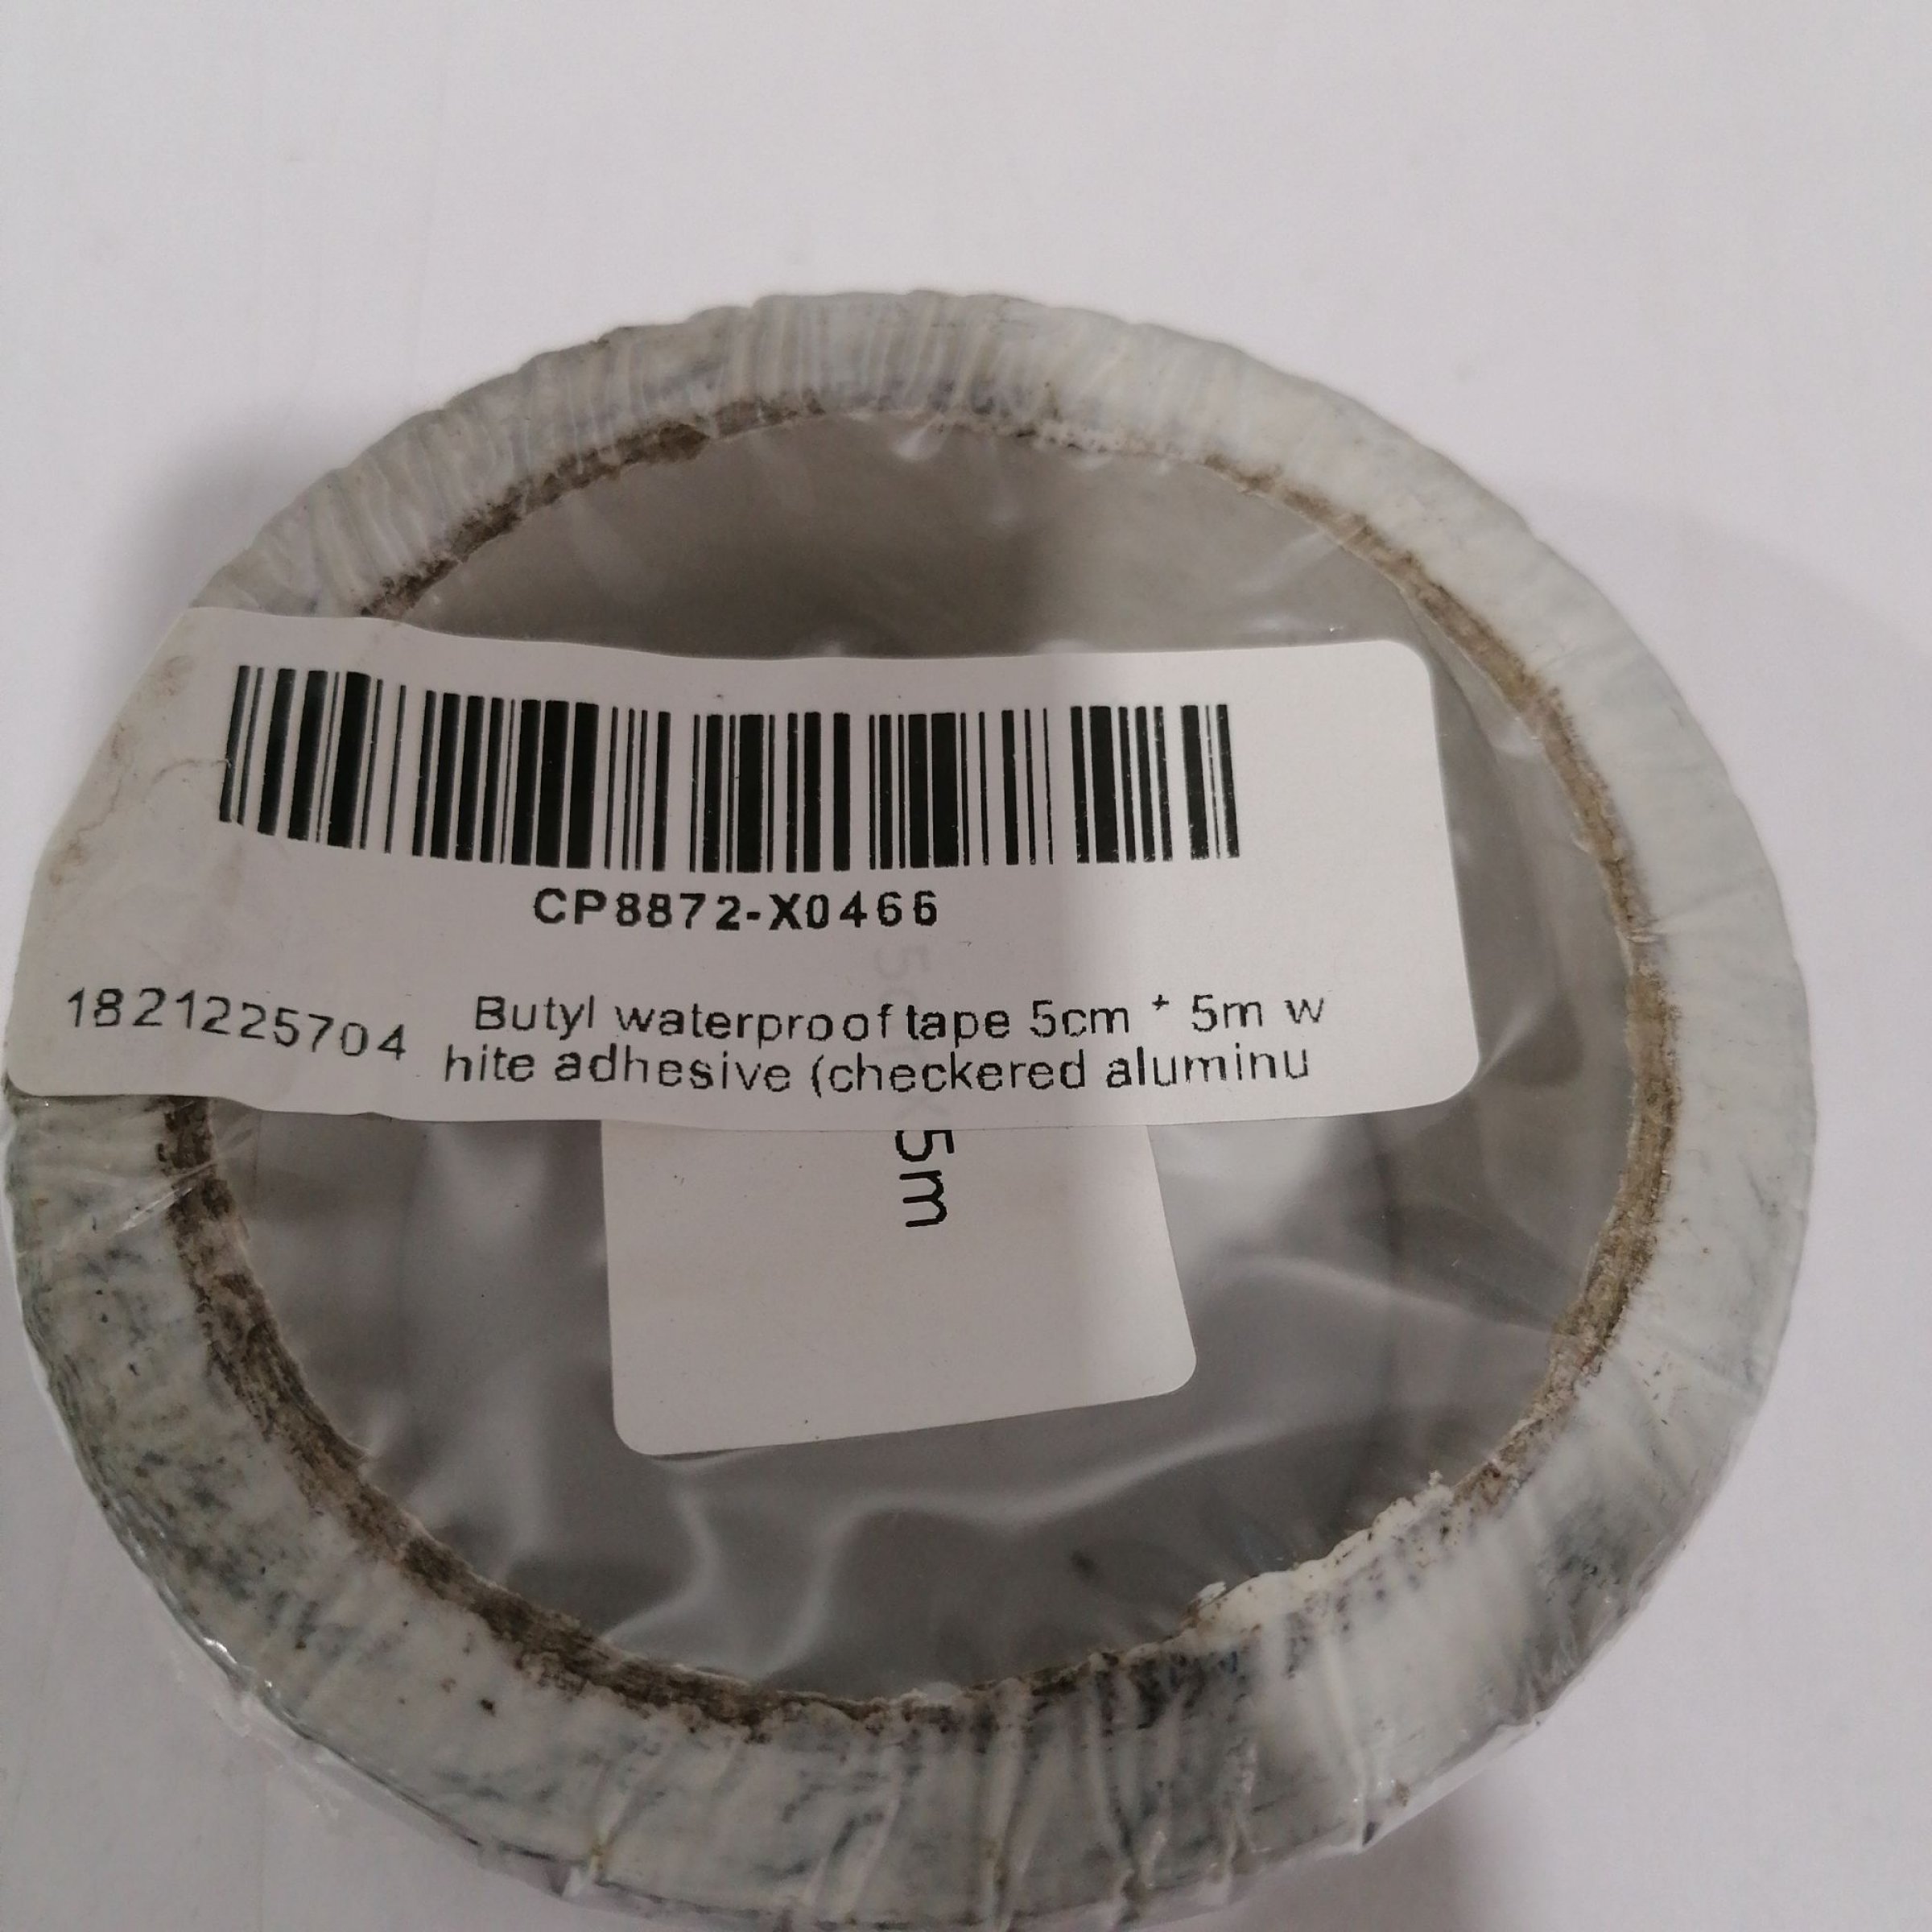 CP8872-X0466
1821225704 Butyl waterproof tape 5cm * 5m w
hite adhesive (checkered aluminu
5m